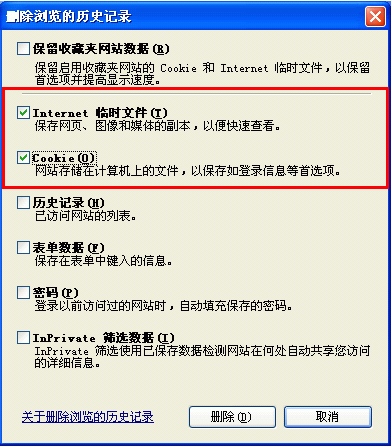 删除浏览的历史记录
保留收藏夹网站数据(R)
保留启用收藏夹网站的 Cookie 和 Internet 临时文件，以保留
首选项并提高显示速度。
Internet 临时文件(T)
保存网页、图像和媒体的副本，以便快速查看。
Cookie(O)
网站存储在计算机上的文件，以保存如登录信息等首选项。
历史记录(H)
已访问网站的列表。
表单数据(F)
保存在表单中键入的信息。
密码(P)
登录以前访问过的网站时，自动填充保存的密码。
InPrivate 筛选数据(I)
InPrivate 筛选使用已保存数据检测网站在何处自动共享您访问
的详细信息。
关于删除浏览的历史记录
删除(D)
取消